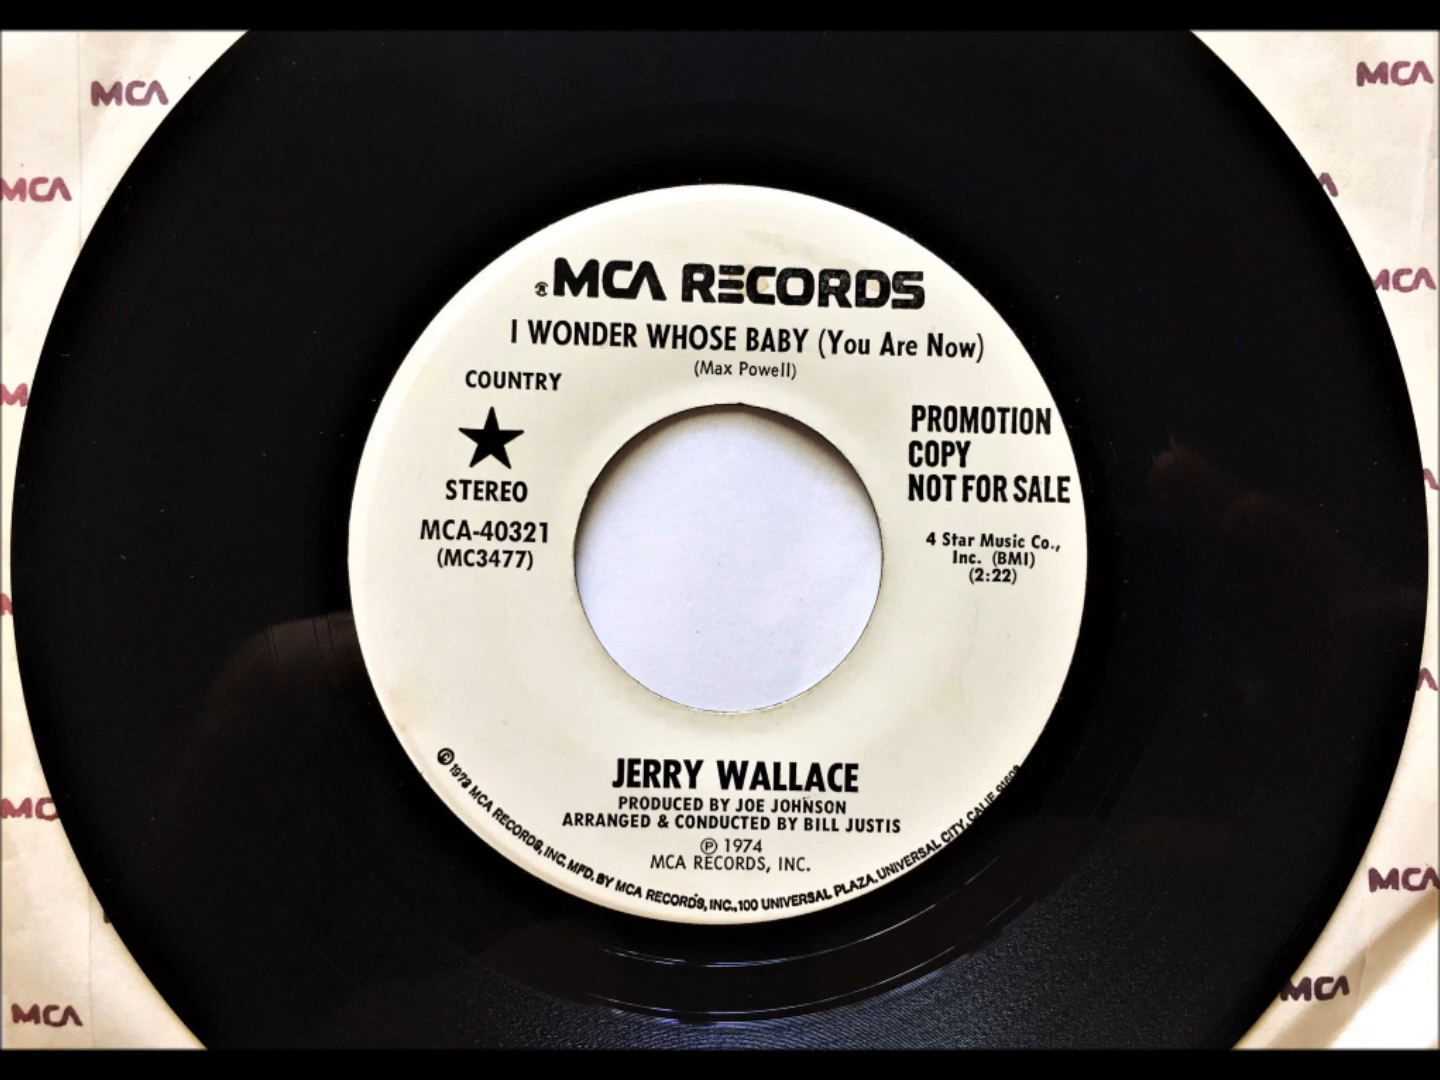 MCA
MCA
MCA
MCA
MCA
MCA
MCA
MCA
® MCA RECORDS
I WONDER WHOSE BABY (You Are Now)
(Max Powell)
COUNTRY
STEREO
MCA-40321
(MC3477)
PROMOTION
COPY
NOT FOR SALE
4 Star Music Co.,
Inc. (BMI)
(2:22)
JERRY WALLACE
PRODUCED BY JOE JOHNSON
ARRANGED & CONDUCTED BY BILL JUSTIS
℗ 1974
MCA RECORDS, INC.
© 1973 MCA RECORDS, INC. MFD. BY MCA RECORDS, INC., 100 UNIVERSAL PLAZA, UNIVERSAL CITY, CALIF. 91608